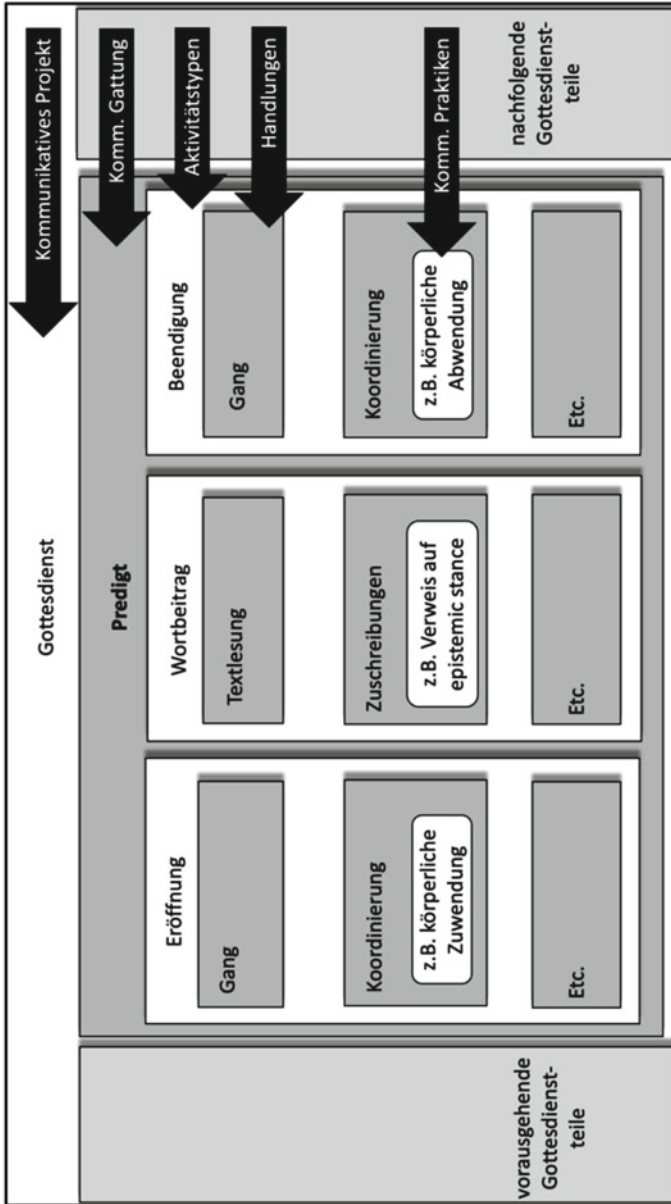 Gottesdienst
Kommunikatives Projekt
vorausgehende
Gottesdienst-
teile
Predigt
Komm. Gattung
Eröffnung
Gang
Koordinierung
z.B. körperliche
Zuwendung
Etc.
Wortbeitrag
Textlesung
Zuschreibungen
z.B. Verweis auf
epistemic stance
Etc.
Beendigung
Gang
Koordinierung
z.B. körperliche
Abwendung
Etc.
Aktivitätstypen
Handlungen
Komm. Praktiken
nachfolgende
Gottesdienst-
teile